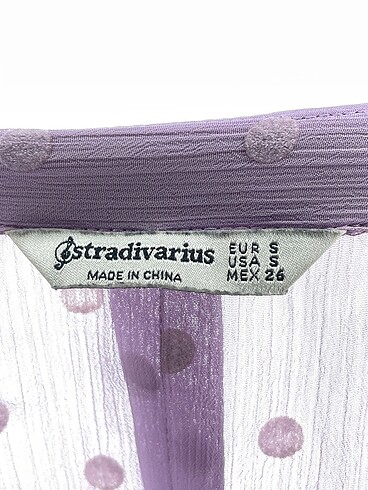 stradivarius
MADE IN CHINA
EUR S
USA S
MEX 26